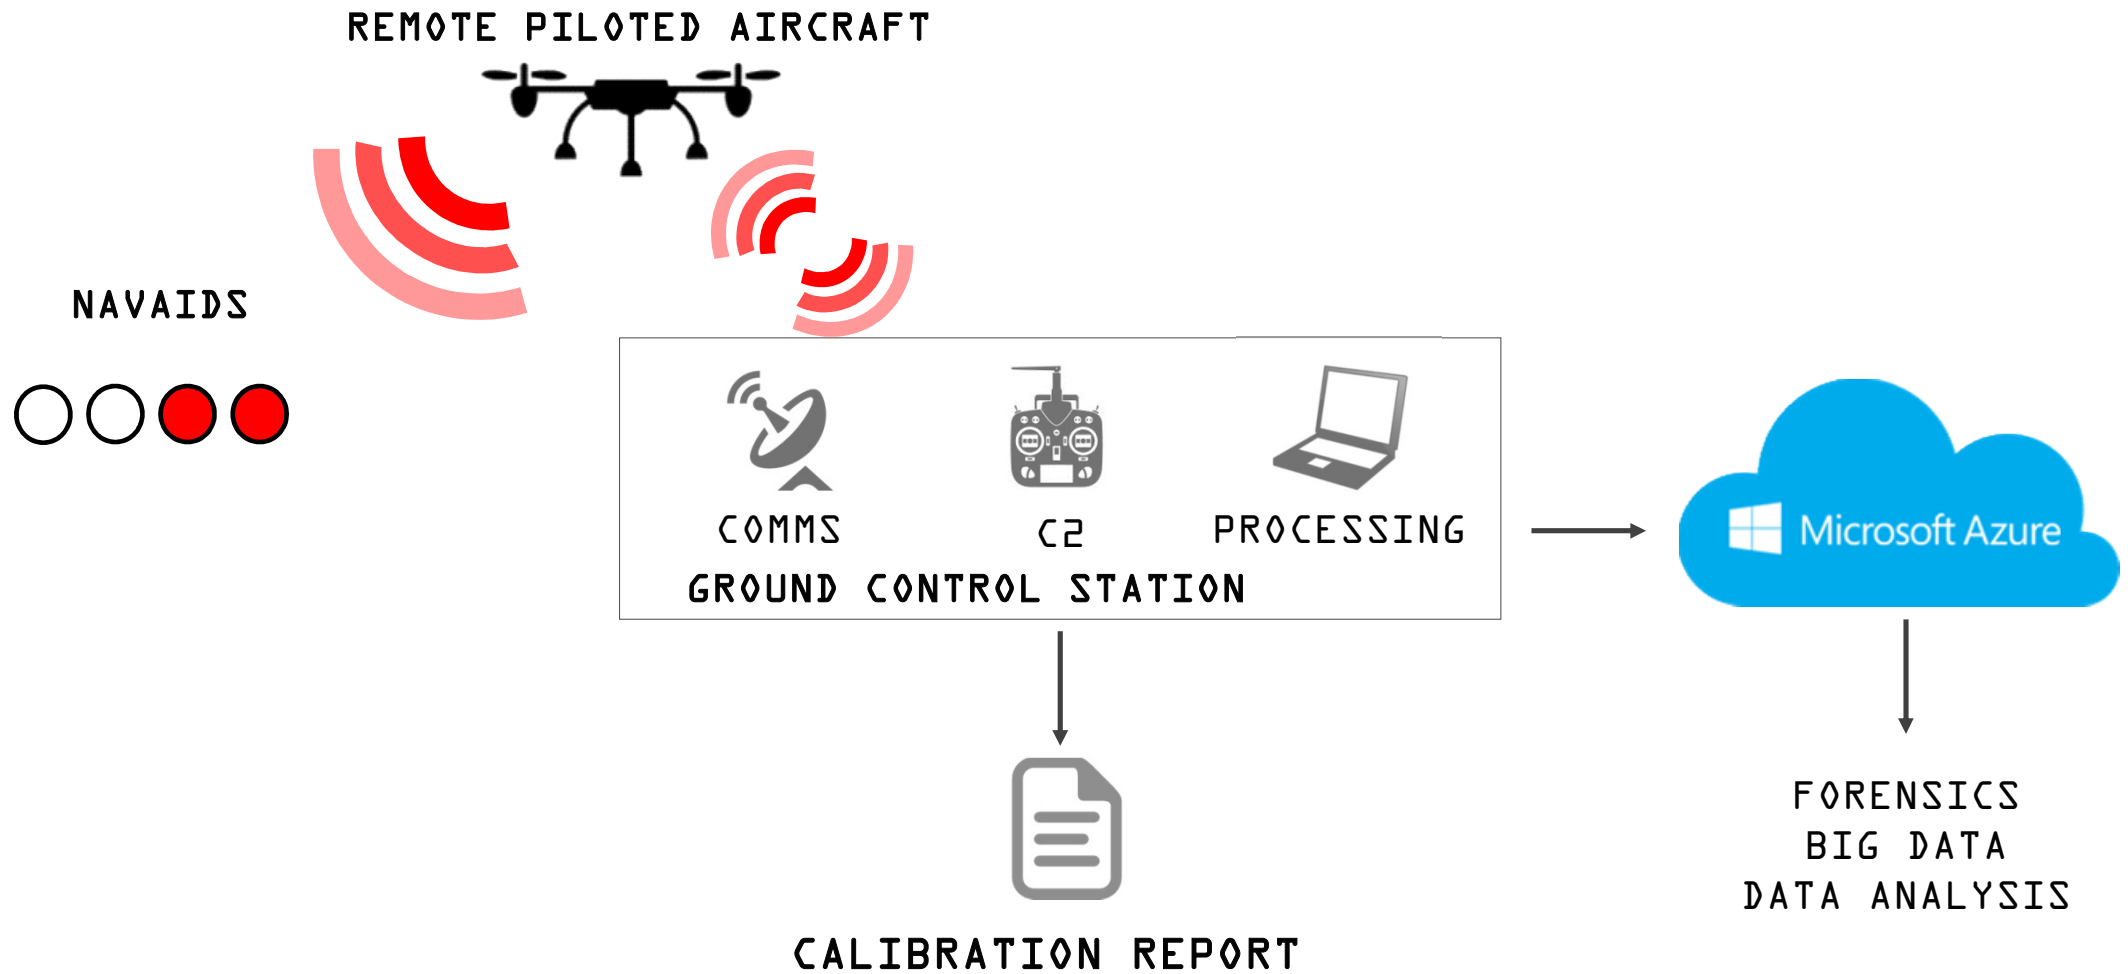 REMOTE PILOTED AIRCRAFT
NAVAIDS
COMMS
C2
PROCESSING
GROUND CONTROL STATION
Microsoft Azure
CALIBRATION REPORT
FORENSICS
BIG DATA
DATA ANALYSIS